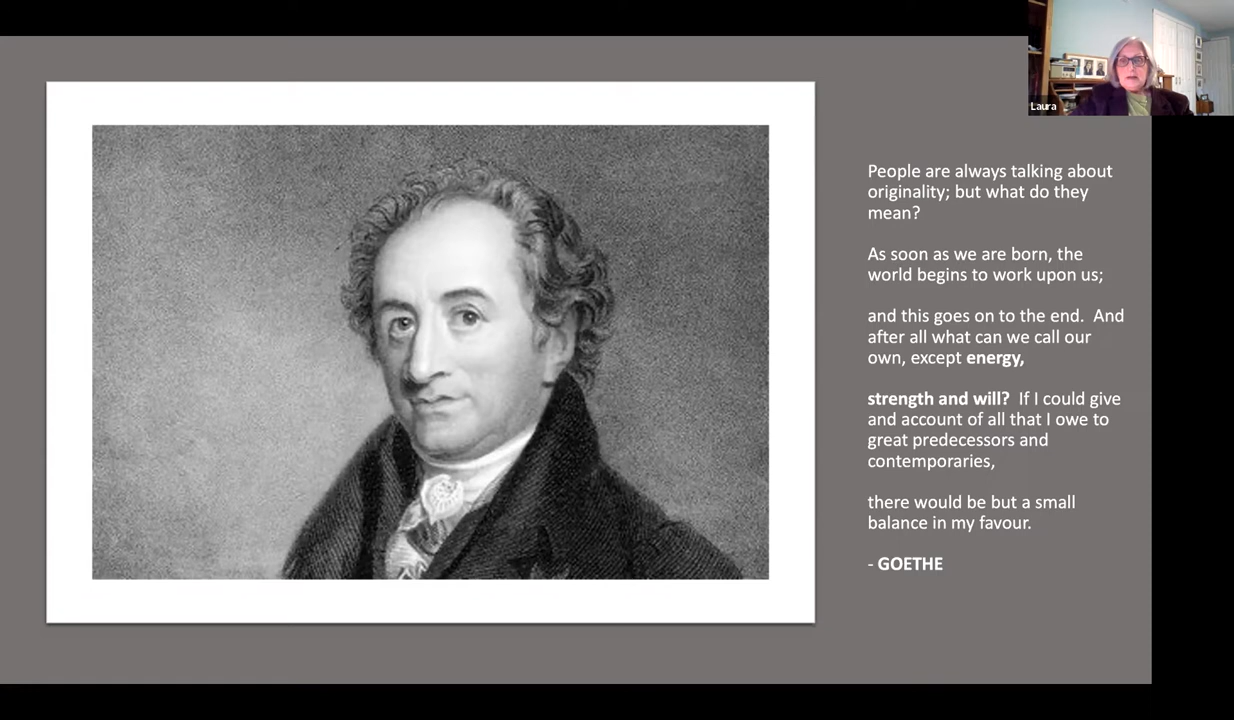 Laura
People are always talking about
originality; but what do they
mean?
As soon as we are born, the
world begins to work upon us;
and this goes on to the end.  And
after all what can we call our
own, except energy,
strength and will?  If I could give
and account of all that I owe to
great predecessors and
contemporaries,
there would be but a small
balance in my favour.
- GOETHE